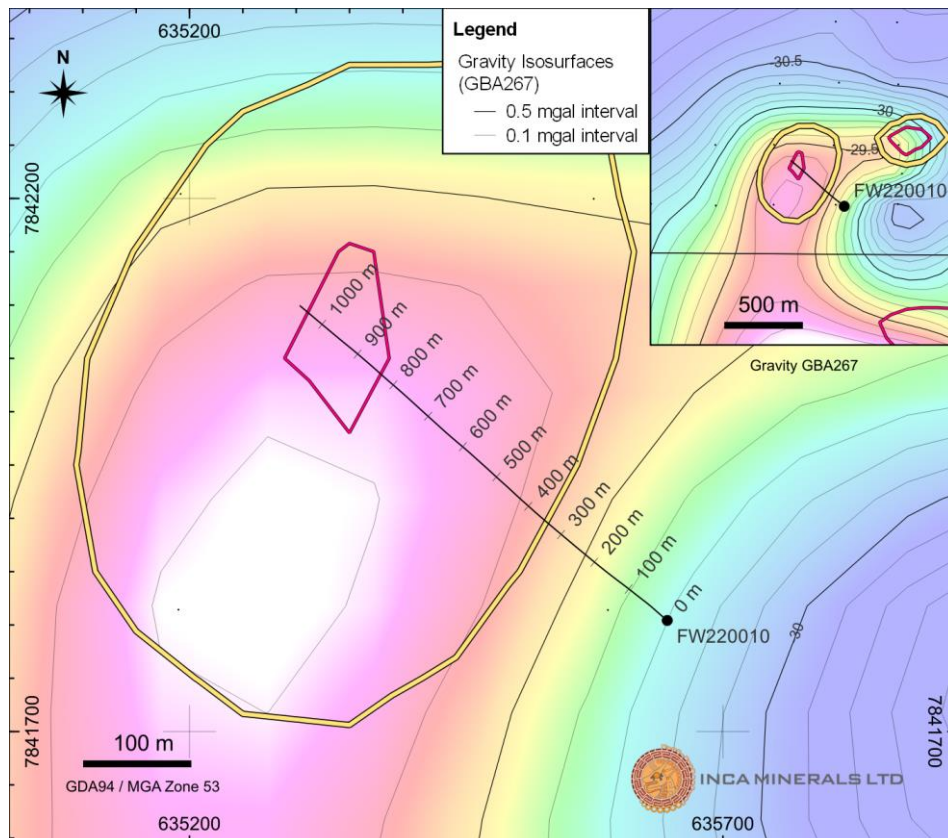 635200
Legend
Gravity Isosurfaces
(GBA267)
0.5 mgal interval
0.1 mgal interval
N
30.5
30
-29.5
FW220010
500 m
Gravity GBA267
7842200
1000 m
900 m
800 m
700 m
600 m
500 m
400 m
300 m
200 m
100 m
0 m
FW220010
30
7841700
7841700
100 m
GDA94 / MGA Zone 53
INCA MINERALS LTD
635200
635700